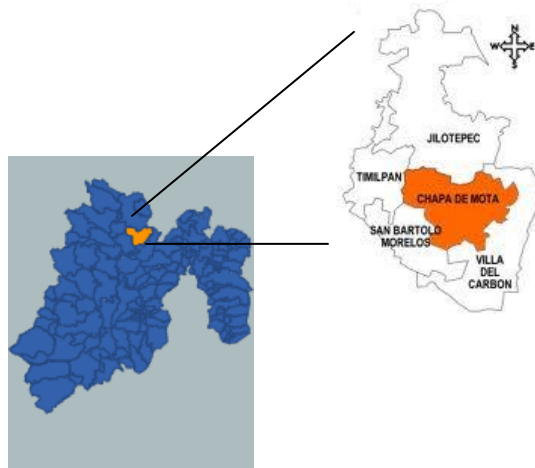 N
W E
S
JILOTEPEC
TIMILPAN
CHAPA DE MOTA
SAN BARTOLO
MORELOS
VILLA
DEL
CARBON